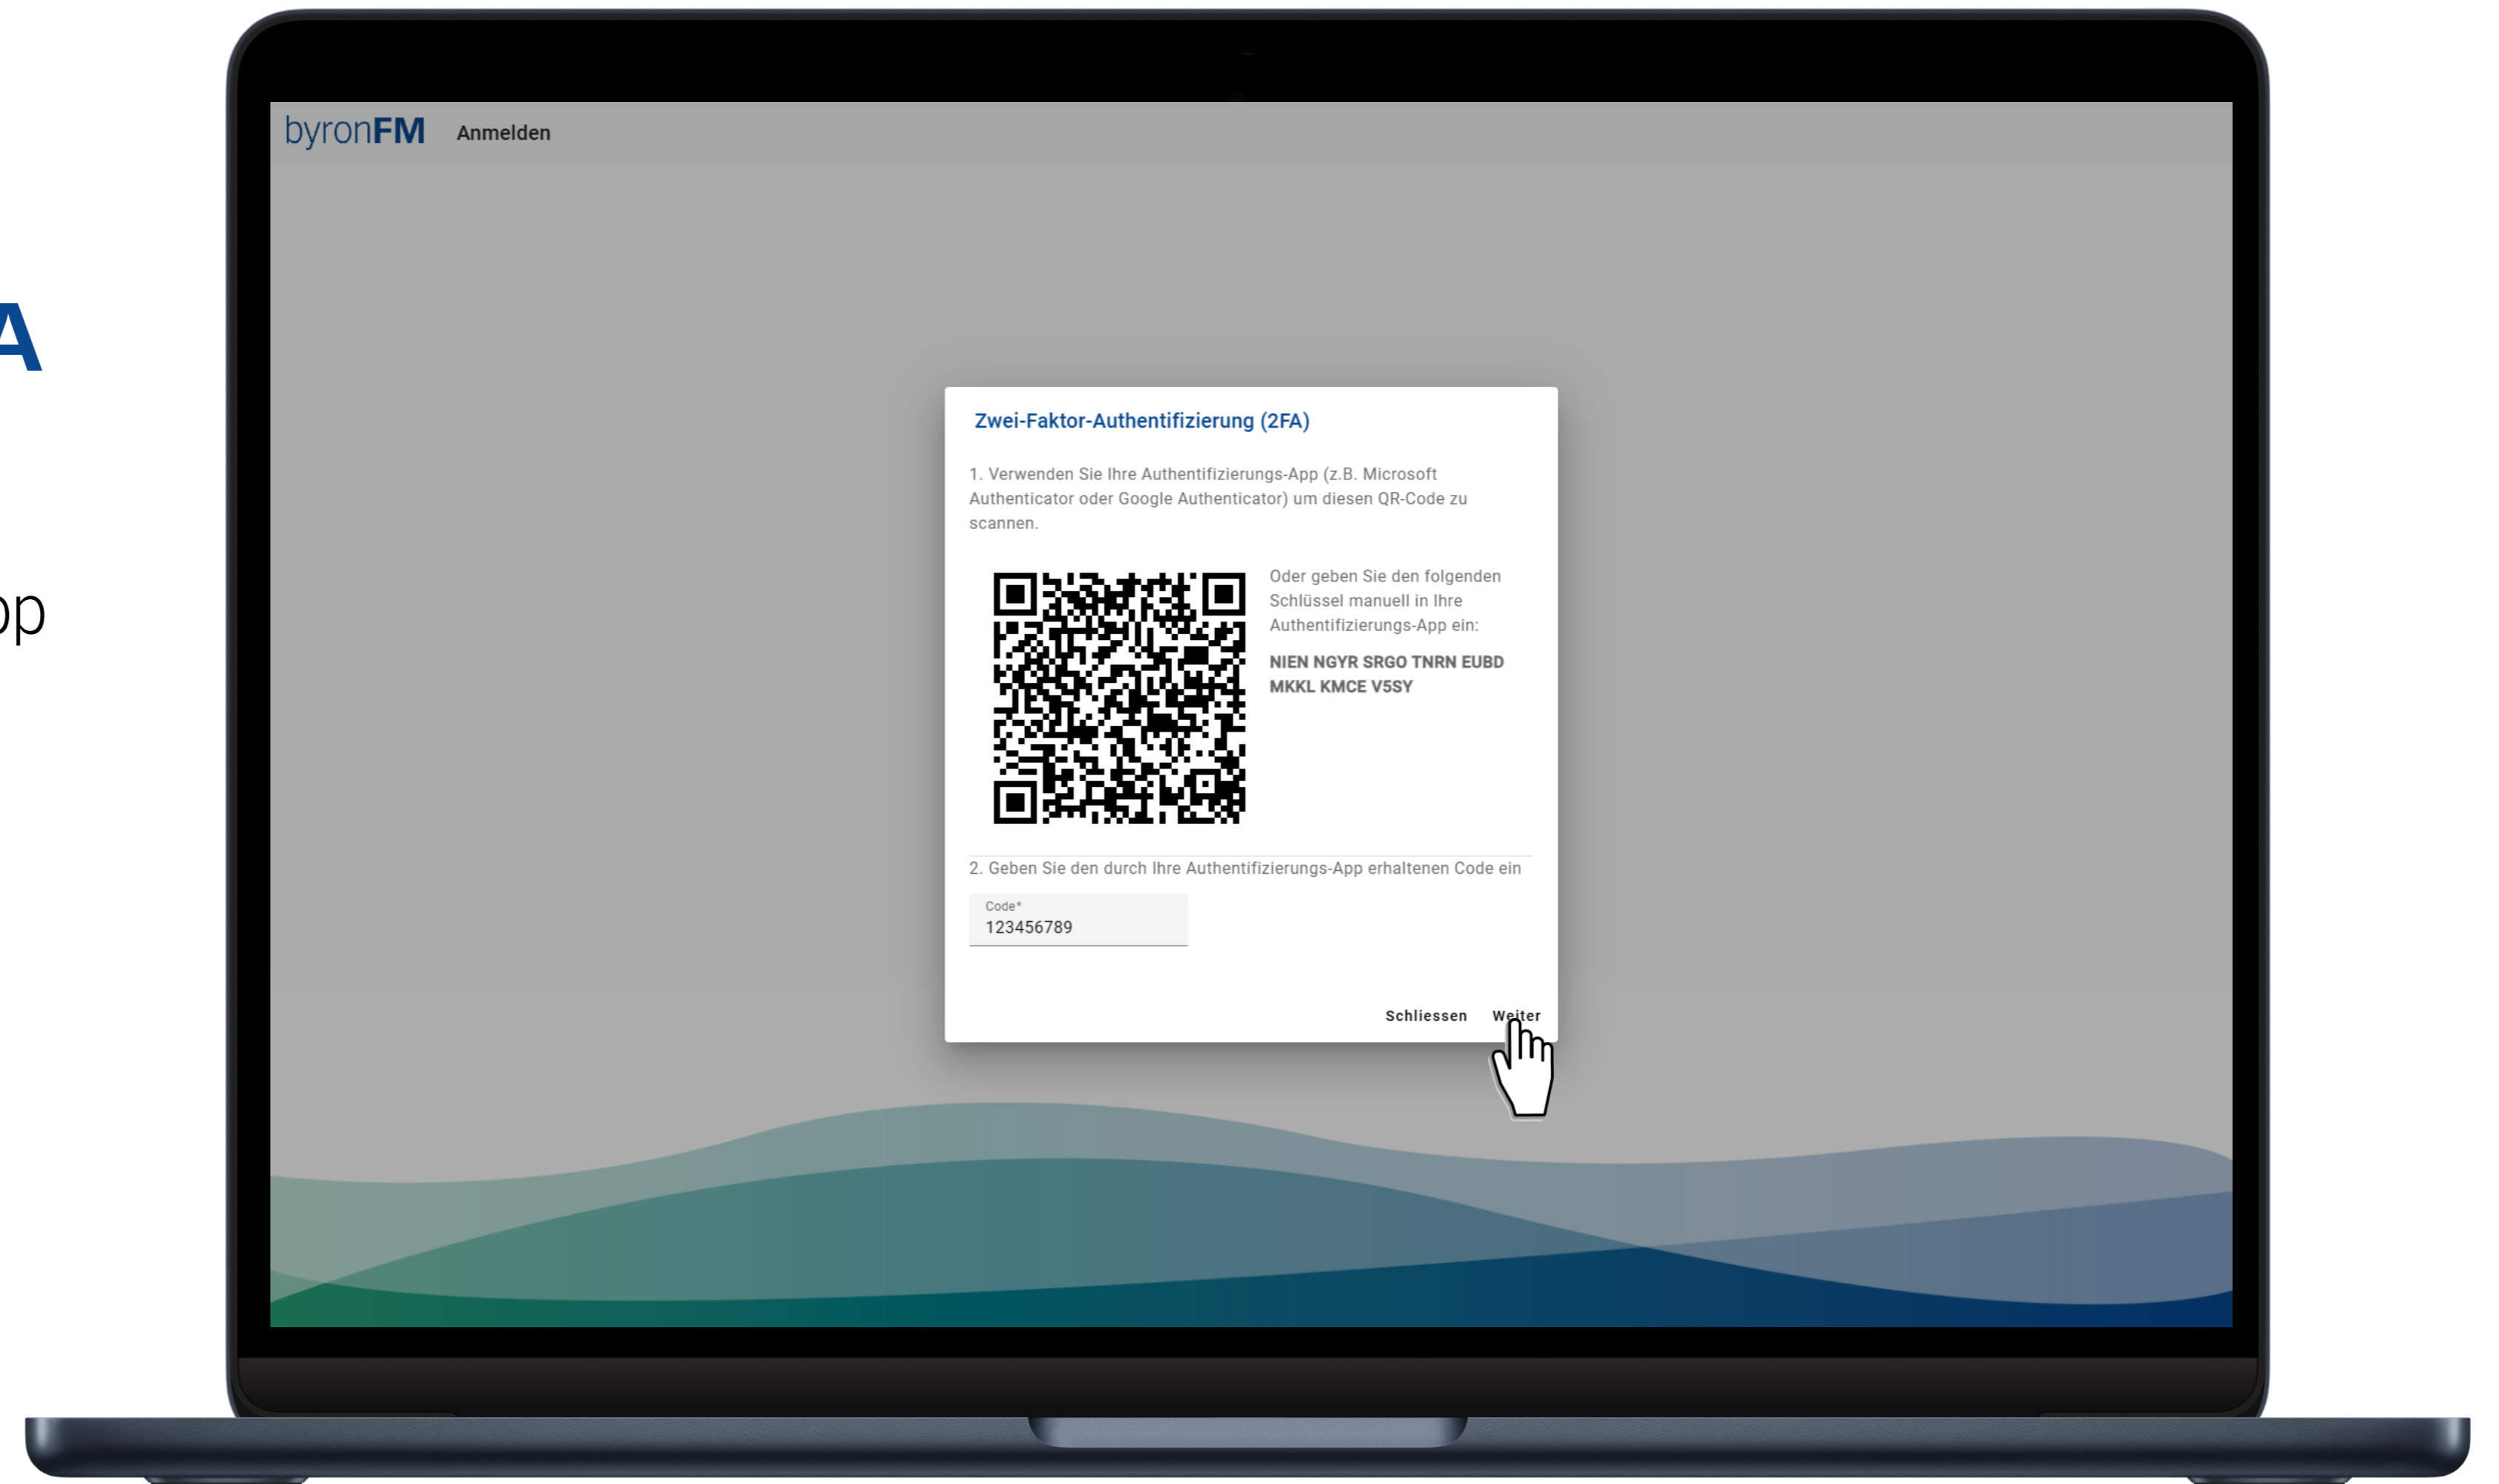 A
pp
byronFM Anmelden
Zwei-Faktor-Authentifizierung (2FA)
1. Verwenden Sie Ihre Authentifizierungs-App (z.B. Microsoft
Authenticator oder Google Authenticator) um diesen QR-Code zu
scannen.
Oder geben Sie den folgenden
Schlüssel manuell in Ihre
Authentifizierungs-App ein:
NIEN NGYR SRGO TNRN EUBD
MKKL KMCE V5SY
2. Geben Sie den durch Ihre Authentifizierungs-App erhaltenen Code ein
Code*
123456789
Schliessen Weiter